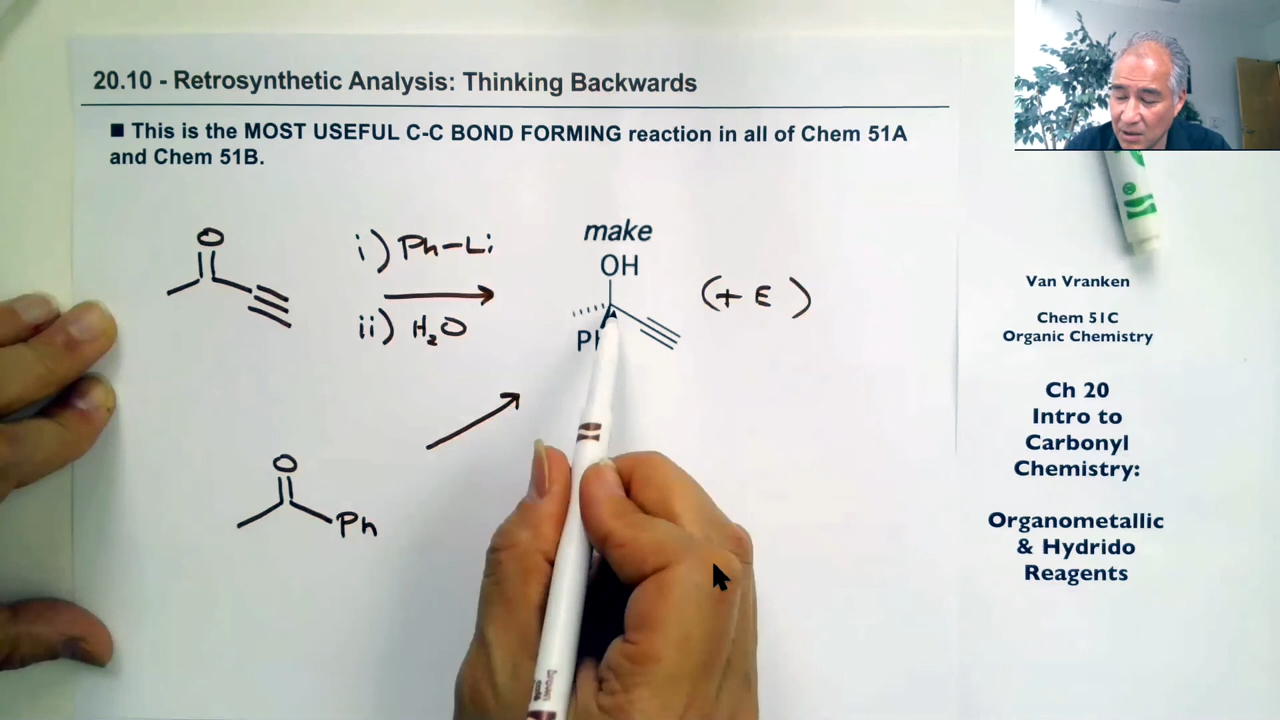 20.10 - Retrosynthetic Analysis: Thinking Backwards
■ This is the MOST USEFUL C-C BOND FORMING reaction in all of Chem 51A
and Chem 51B.
O
i) Ph-Li
ii) H₂O
make
OH
(+ E )
O
Ph
Van Vranken
Chem 51C
Organic Chemistry
Ch 20
Intro to
Carbonyl
Chemistry:
Organometallic
& Hydrido
Reagents